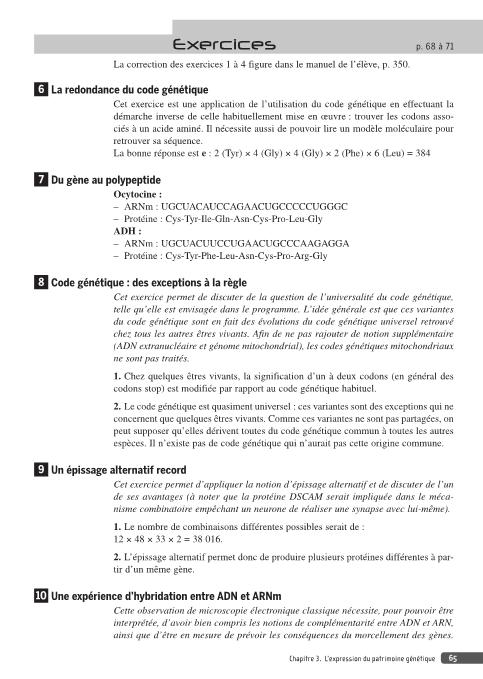 Exercices
p. 68 à 71
La correction des exercices 1 à 4 figure dans le manuel de l'élève, p. 350.
6 La redondance du code génétique
Cet exercice est une application de l'utilisation du code génétique en effectuant la
démarche inverse de celle habituellement mise en œuvre : trouver les codons asso-
ciés à un acide aminé. Il nécessite aussi de pouvoir lire un modèle moléculaire pour
retrouver sa séquence.
La bonne réponse est e : 2 (Tyr) × 4 (Gly) × 4 (Gly) × 2 (Phe) × 6 (Leu) = 384
7 Du gène au polypeptide
Ocytocine :
– ARNm : UGCUACAUCCAGAACUGCCCCCUGGGC
– Protéine : Cys-Tyr-Ile-Gln-Asn-Cys-Pro-Leu-Gly
ADH :
– ARNm : UGCUACUUCCUGAACUGCCCAAGAGGA
– Protéine : Cys-Tyr-Phe-Leu-Asn-Cys-Pro-Arg-Gly
8 Code génétique : des exceptions à la règle
Cet exercice permet de discuter de la question de l'universalité du code génétique,
telle qu'elle est envisagée dans le programme. L'idée générale est que ces variantes
du code génétique sont en fait des évolutions du code génétique universel retrouvé
chez tous les autres êtres vivants. Afin de ne pas rajouter de notion supplémentaire
(ADN extranucléaire et génome mitochondrial), les codes génétiques mitochondriaux
ne sont pas traités.
1. Chez quelques êtres vivants, la signification d'un à deux codons (en général des
codons stop) est modifiée par rapport au code génétique habituel.
2. Le code génétique est quasiment universel : ces variantes sont des exceptions qui ne
concernent que quelques êtres vivants. Comme ces variantes ne sont pas partagées, on
peut supposer qu'elles dérivent toutes du code génétique commun à toutes les autres
espèces. Il n'existe pas de code génétique qui n'aurait pas cette origine commune.
9 Un épissage alternatif record
Cet exercice permet d'appliquer la notion d'épissage alternatif et de discuter de l'un
de ses avantages (à noter que la protéine DSCAM serait impliquée dans le méca-
nisme combinatoire empêchant un neurone de réaliser une synapse avec lui-même).
1. Le nombre de combinaisons différentes possibles serait de :
12 × 48 × 33 × 2 = 38 016.
2. L'épissage alternatif permet donc de produire plusieurs protéines différentes à par-
tir d'un même gène.
10 Une expérience d'hybridation entre ADN et ARNm
Cette observation de microscopie électronique classique nécessite, pour pouvoir être
interprétée, d'avoir bien compris les notions de complémentarité entre ADN et ARN,
ainsi que d'être en mesure de prévoir les conséquences du morcellement des gènes.
Chapitre 3. L'expression du patrimoine génétique 65